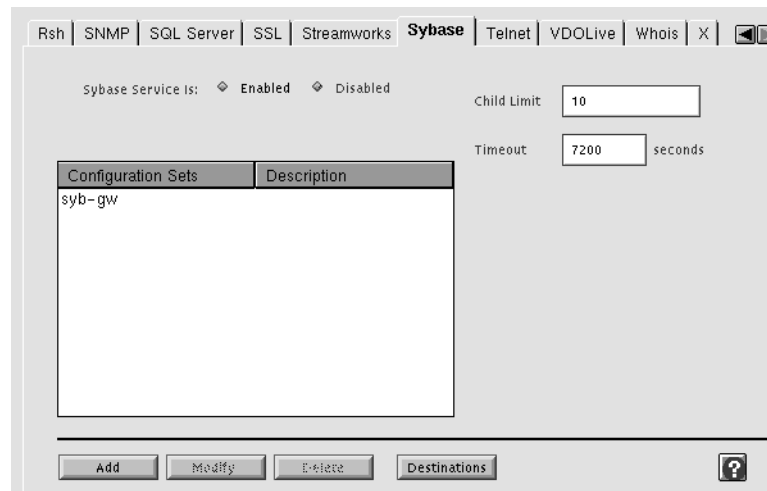 Rsh SNMP SQL Server SSL Streamworks Sybase Telnet VDOLive Whois X
Sybase Service Is: Enabled Disabled
Child Limit 10
Timeout 7200 seconds
Configuration Sets Description
syb-gw
Add Modify Delete Destinations ?